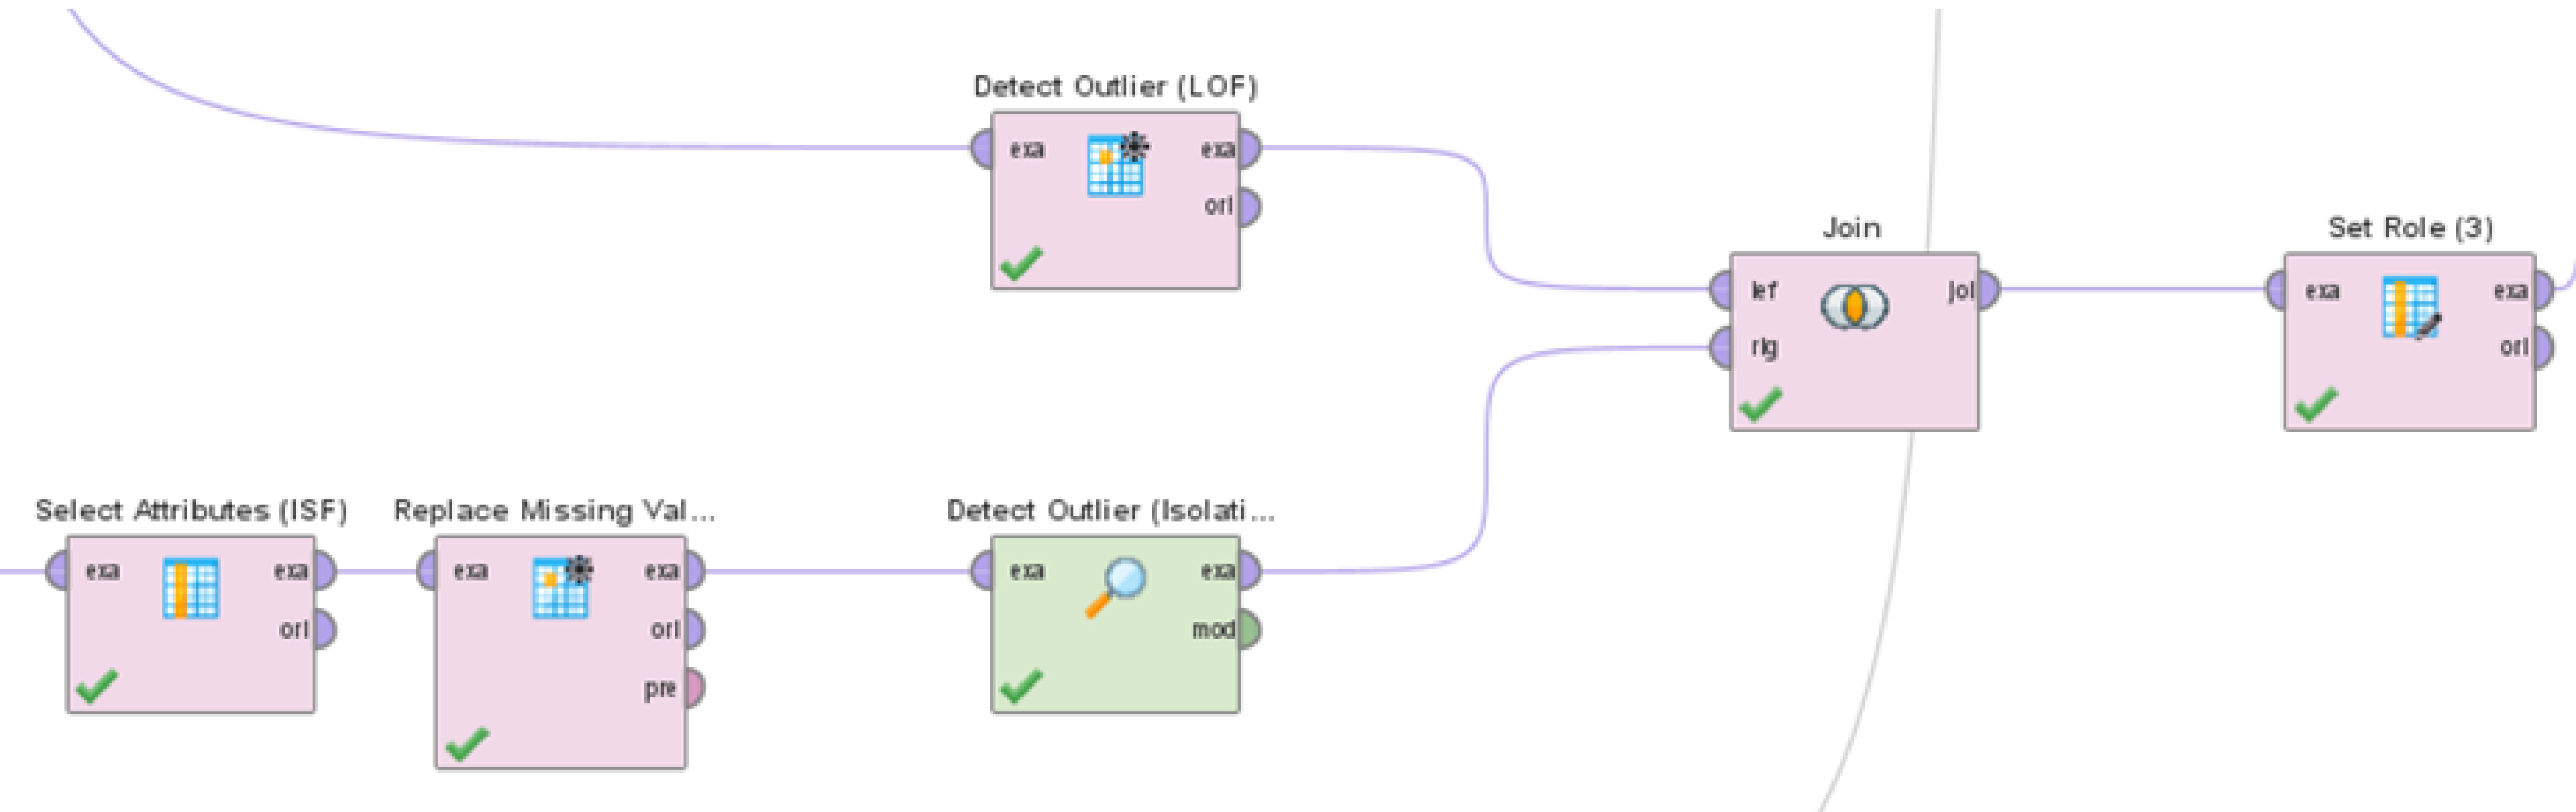 Detect Outlier (LOF)
exa
exa
ori
Join
lef
joi
rig
Set Role (3)
exa
exa
ori
Select Attributes (ISF)
exa
exa
ori
Replace Missing Val...
exa
exa
ori
pre
Detect Outlier (Isolati...
exa
exa
mod